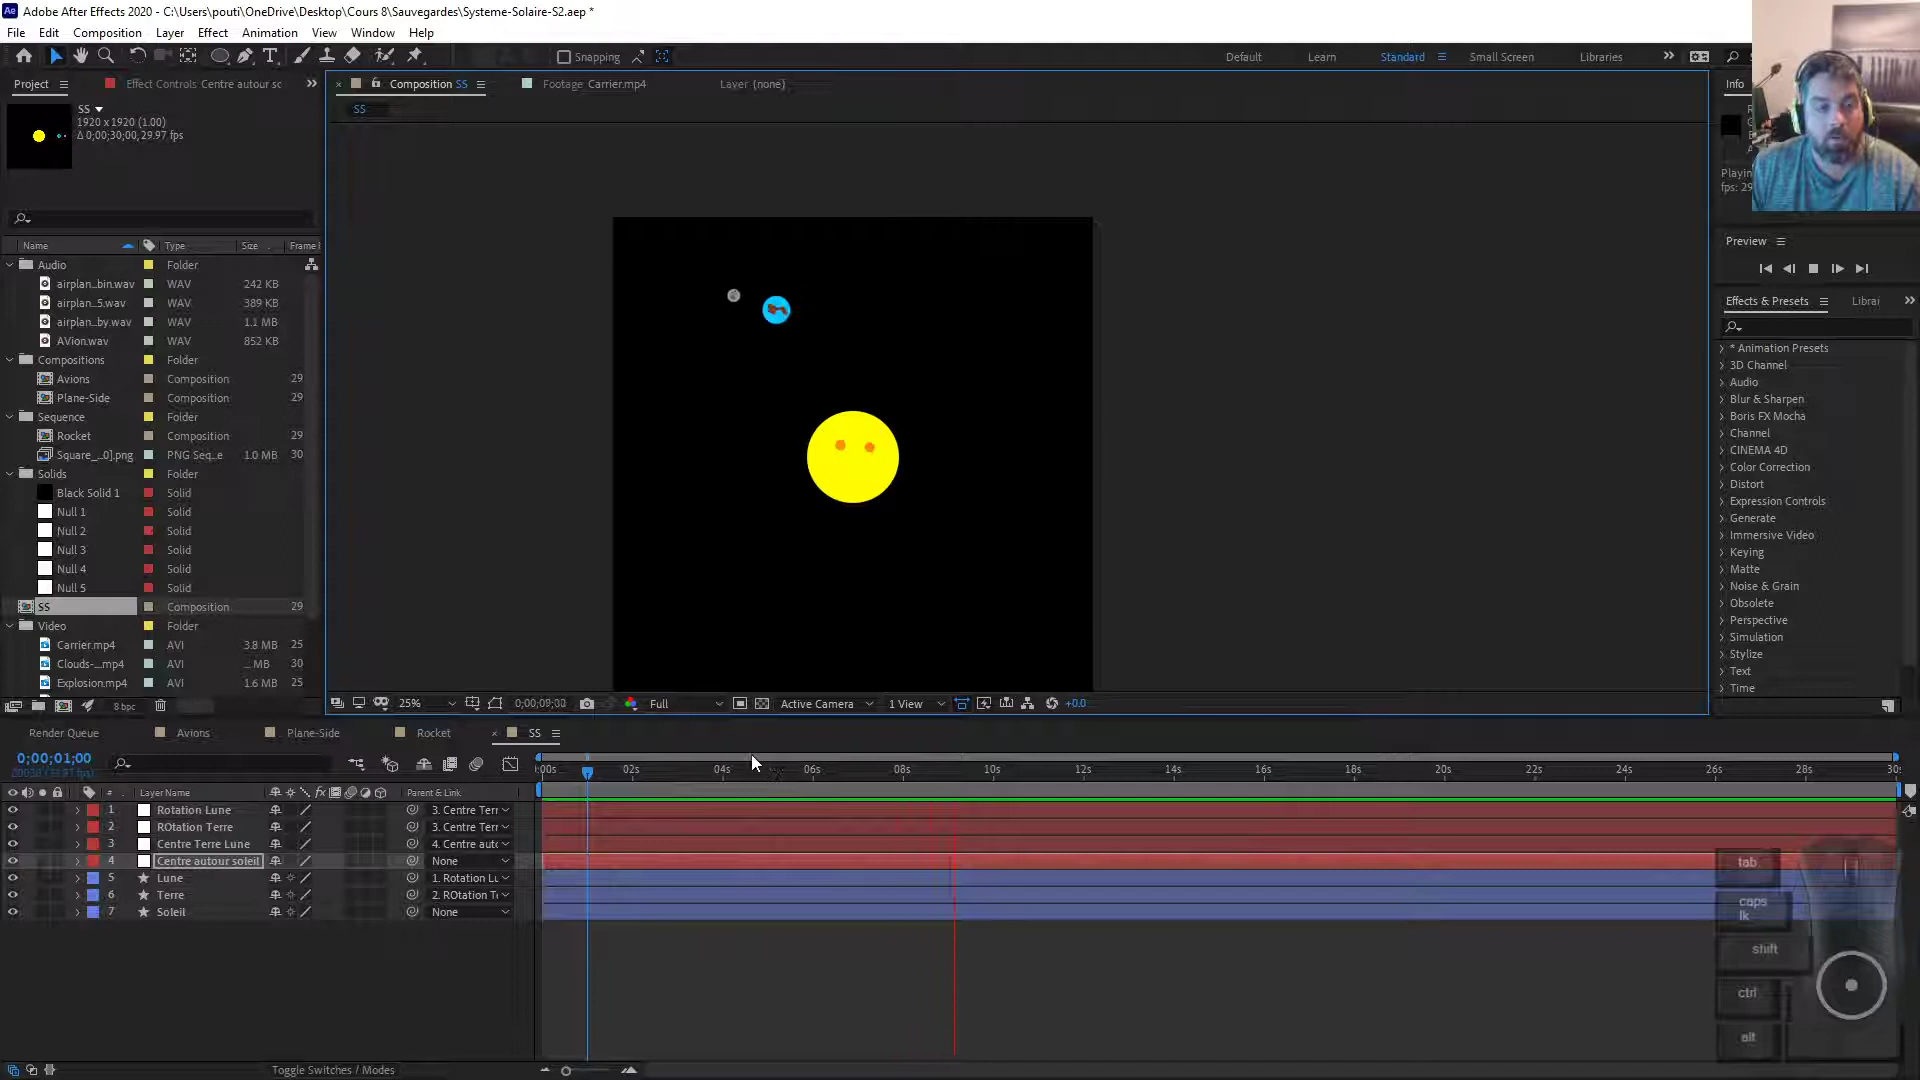 Adobe After Effects 2020 - C:\Users\pouti\OneDrive\Desktop\Cours 8\Sauvegardes\Systeme-Solaire-S2.aep *
File Edit Composition Layer Effect Animation View Window Help
Snapping
Default Learn Standard Small Screen Libraries
Project Effect Controls Centre autour sc
Composition SS Footage Carrier.mp4 Layer (none)
Info
SS
SS
1920 x 1920 (1.00)
Δ 0;00;30;00, 29.97 fps
Playin
fps: 29
Preview
Name Type Size Frame
Effects & Presets Librai
Audio Folder
airplan_bin.wav WAV 242 KB
airplan_5.wav WAV 389 KB
airplan_by.wav WAV 1.1 MB
AVion.wav WAV 852 KB
Compositions Folder
Avions Composition 29
Plane-Side Composition 29
Sequence Folder
Rocket Composition 29
Square_...0].png PNG Seq...e 1.0 MB 30
Solids Folder
Black Solid 1 Solid
Null 1 Solid
Null 2 Solid
Null 3 Solid
Null 4 Solid
Null 5 Solid
SS Composition 29
Video Folder
Carrier.mp4 AVI 3.8 MB 25
Clouds-...mp4 AVI ... MB 30
Explosion.mp4 AVI 1.6 MB 25
8 bpc
* Animation Presets
3D Channel
Audio
Blur & Sharpen
Boris FX Mocha
Channel
CINEMA 4D
Color Correction
Distort
Expression Controls
Generate
Immersive Video
Keying
Matte
Noise & Grain
Obsolete
Perspective
Simulation
Stylize
Text
Time
25% 0;00;09;00 Full Active Camera 1 View +0.0
Render Queue Avions Plane-Side Rocket SS
0;00;01;00
:00s 02s 04s 06s 08s 10s 12s 14s 16s 18s 20s 22s 24s 26s 28s 30s
# Layer Name fx Parent & Link
1 Rotation Lune 3. Centre Terr
2 ROtation Terre 3. Centre Terr
3 Centre Terre Lune 4. Centre auto
4 Centre autour soleil None
5 Lune 1. Rotation Lu
6 Terre 2. ROtation Te
7 Soleil None
tab
caps
lk
shift
ctrl
alt
Toggle Switches / Modes